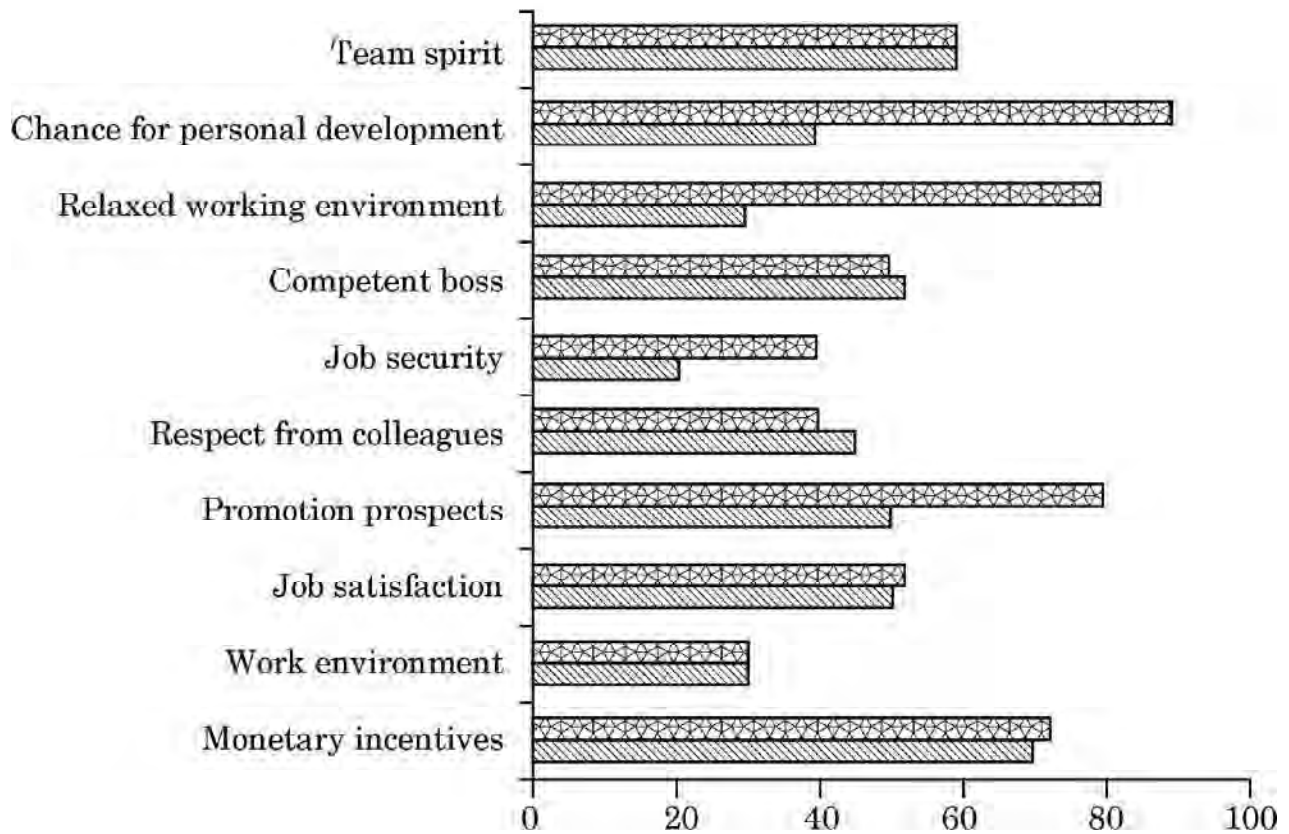 Team spirit
Chance for personal development
Relaxed working environment
Competent boss
Job security
Respect from colleagues
Promotion prospects
Job satisfaction
Work environment
Monetary incentives
0 20 40 60 80 100